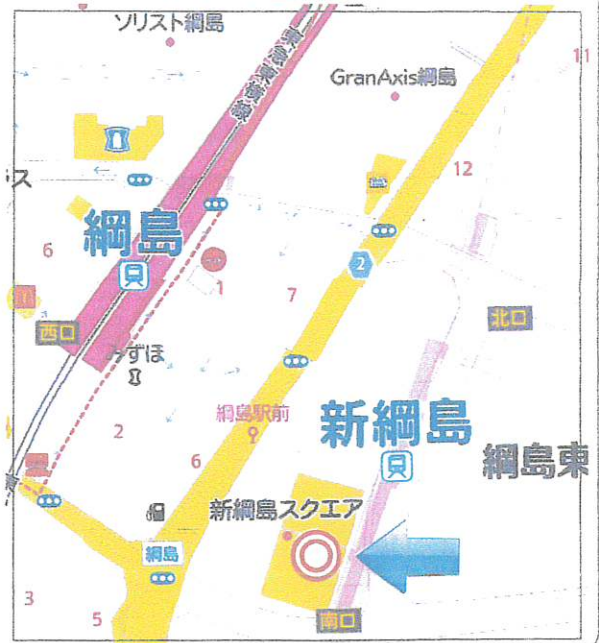 ソリスト綱島
東急東横線
GranAxis綱島
11
12
ス
綱島
6
1
7
2
西口
北口
みずほ
2
綱島駅前
新綱島
綱島東
6
新綱島スクエア
綱島
3
5
南口